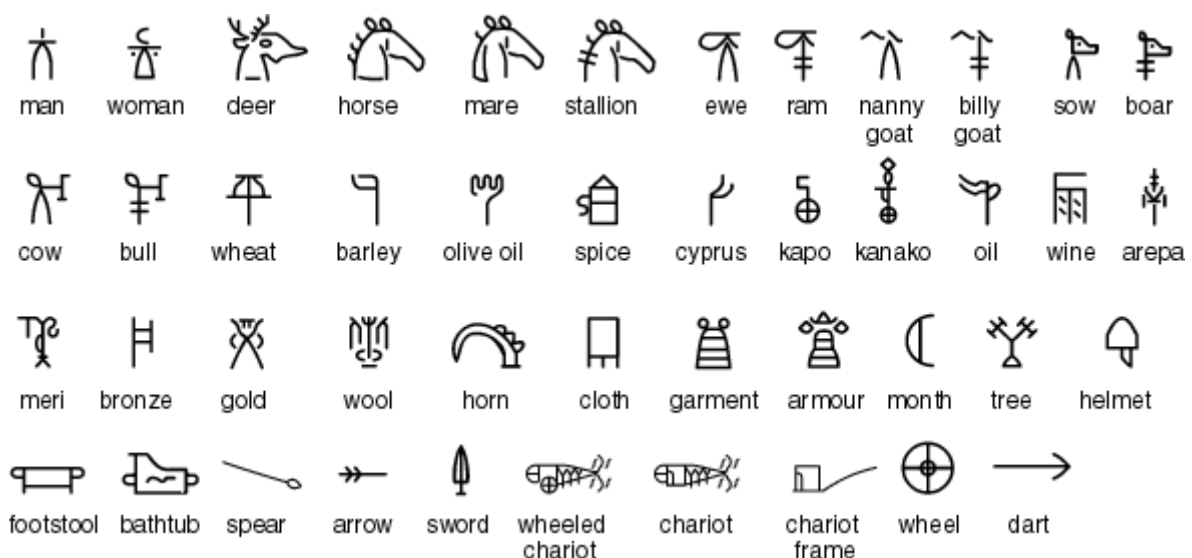 man woman deer horse mare stallion ewe ram nanny goat billy goat sow boar
cow bull wheat barley olive oil spice cyprus kapo kanako oil wine arepa
meri bronze gold wool horn cloth garment armour month tree helmet
footstool bathtub spear arrow sword wheeled chariot chariot chariot frame wheel dart